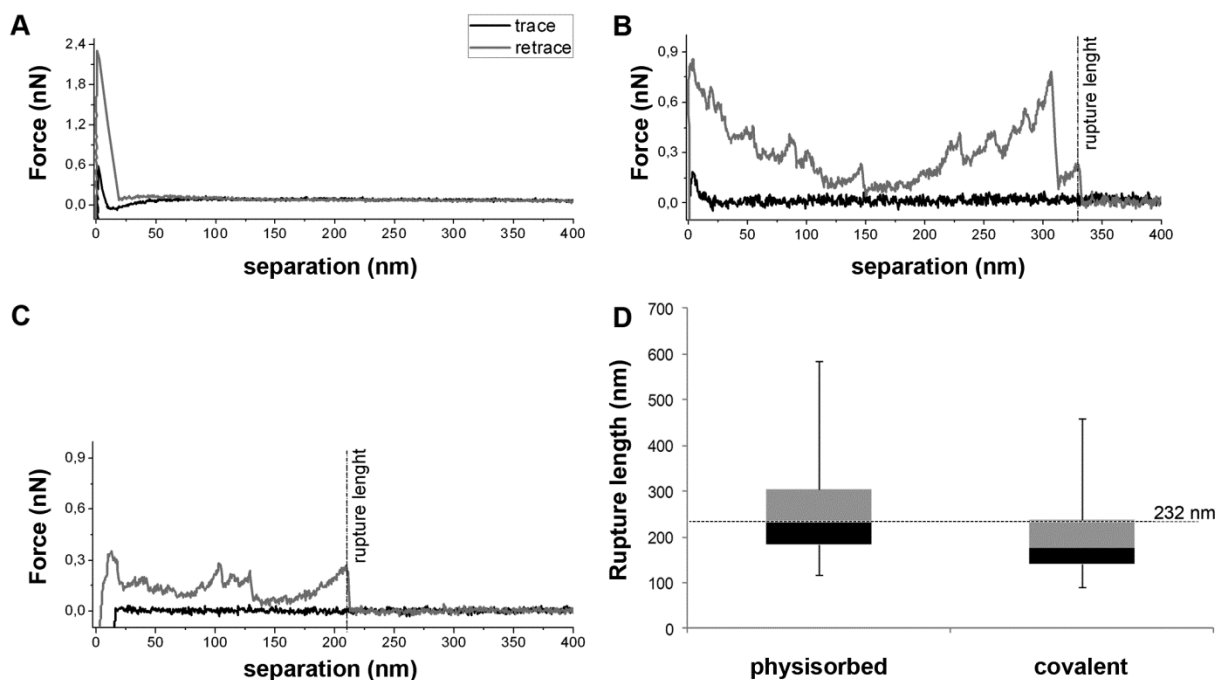 A
trace
retrace
Force (nN)
2,4
1,8
1,2
0,6
0,0
0
50
100
150
200
250
300
350
400
separation (nm)
B
Force (nN)
0,9
0,6
0,3
0,0
rupture lenght
0
50
100
150
200
250
300
350
400
separation (nm)
C
Force (nN)
0,9
0,6
0,3
0,0
rupture lenght
0
50
100
150
200
250
300
350
400
separation (nm)
D
Rupture length (nm)
700
600
500
400
300
200
100
0
232 nm
physisorbed
covalent